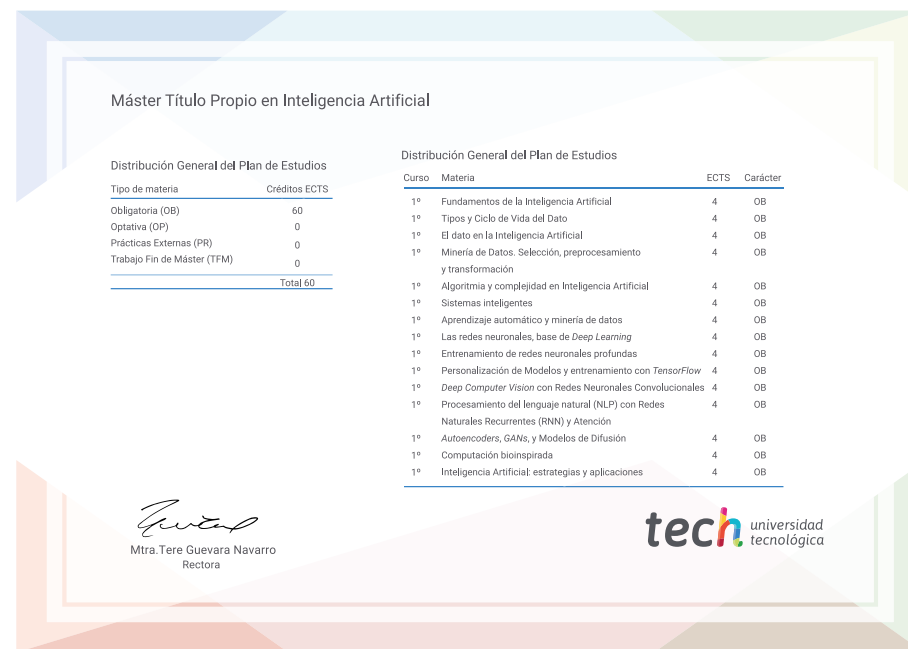 Máster Título Propio en Inteligencia Artificial
Distribución General del Plan de Estudios
Tipo de materia Créditos ECTS
Obligatoria (OB) 60
Optativa (OP) 0
Prácticas Externas (PR) 0
Trabajo Fin de Máster (TFM) 0
Total 60
Distribución General del Plan de Estudios
Curso Materia ECTS Carácter
1º Fundamentos de la Inteligencia Artificial 4 OB
1º Tipos y Ciclo de Vida del Dato 4 OB
1º El dato en la Inteligencia Artificial 4 OB
1º Minería de Datos. Selección, preprocesamiento 4 OB
y transformación
1º Algoritmia y complejidad en Inteligencia Artificial 4 OB
1º Sistemas inteligentes 4 OB
1º Aprendizaje automático y minería de datos 4 OB
1º Las redes neuronales, base de Deep Learning 4 OB
1º Entrenamiento de redes neuronales profundas 4 OB
1º Personalización de Modelos y entrenamiento con TensorFlow 4 OB
1º Deep Computer Vision con Redes Neuronales Convolucionales 4 OB
1º Procesamiento del lenguaje natural (NLP) con Redes 4 OB
Naturales Recurrentes (RNN) y Atención
1º Autoencoders, GANs, y Modelos de Difusión 4 OB
1º Computación bioinspirada 4 OB
1º Inteligencia Artificial: estrategias y aplicaciones 4 OB
Mtra.Tere Guevara Navarro
Rectora
tech universidad
tecnológica